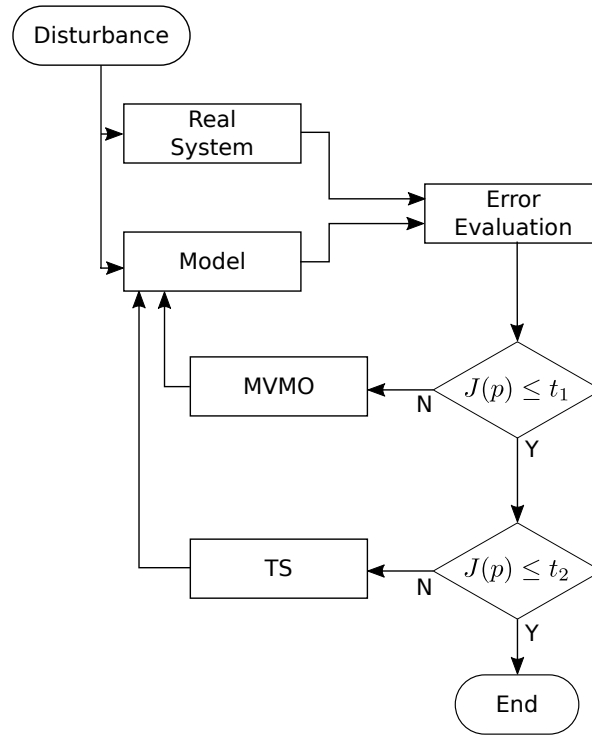 Disturbance
Real
System
Error
Evaluation
Model
MVMO
N
J(p) ≤ t₁
Y
TS
N
J(p) ≤ t₂
Y
End